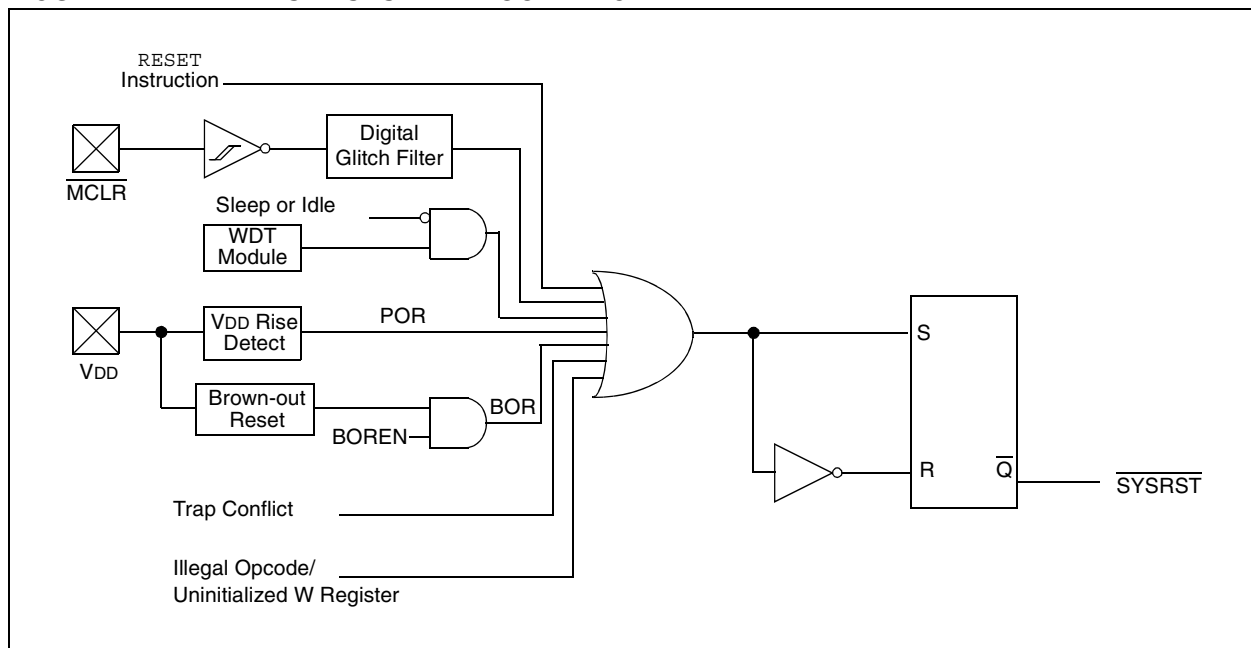 RESET
Instruction
Digital
Glitch Filter
MCLR
Sleep or Idle
WDT
Module
VDD Rise
Detect
POR
VDD
Brown-out
Reset
BOR
BOREN
S
R
Q
SYSRST
Trap Conflict
Illegal Opcode/
Uninitialized W Register